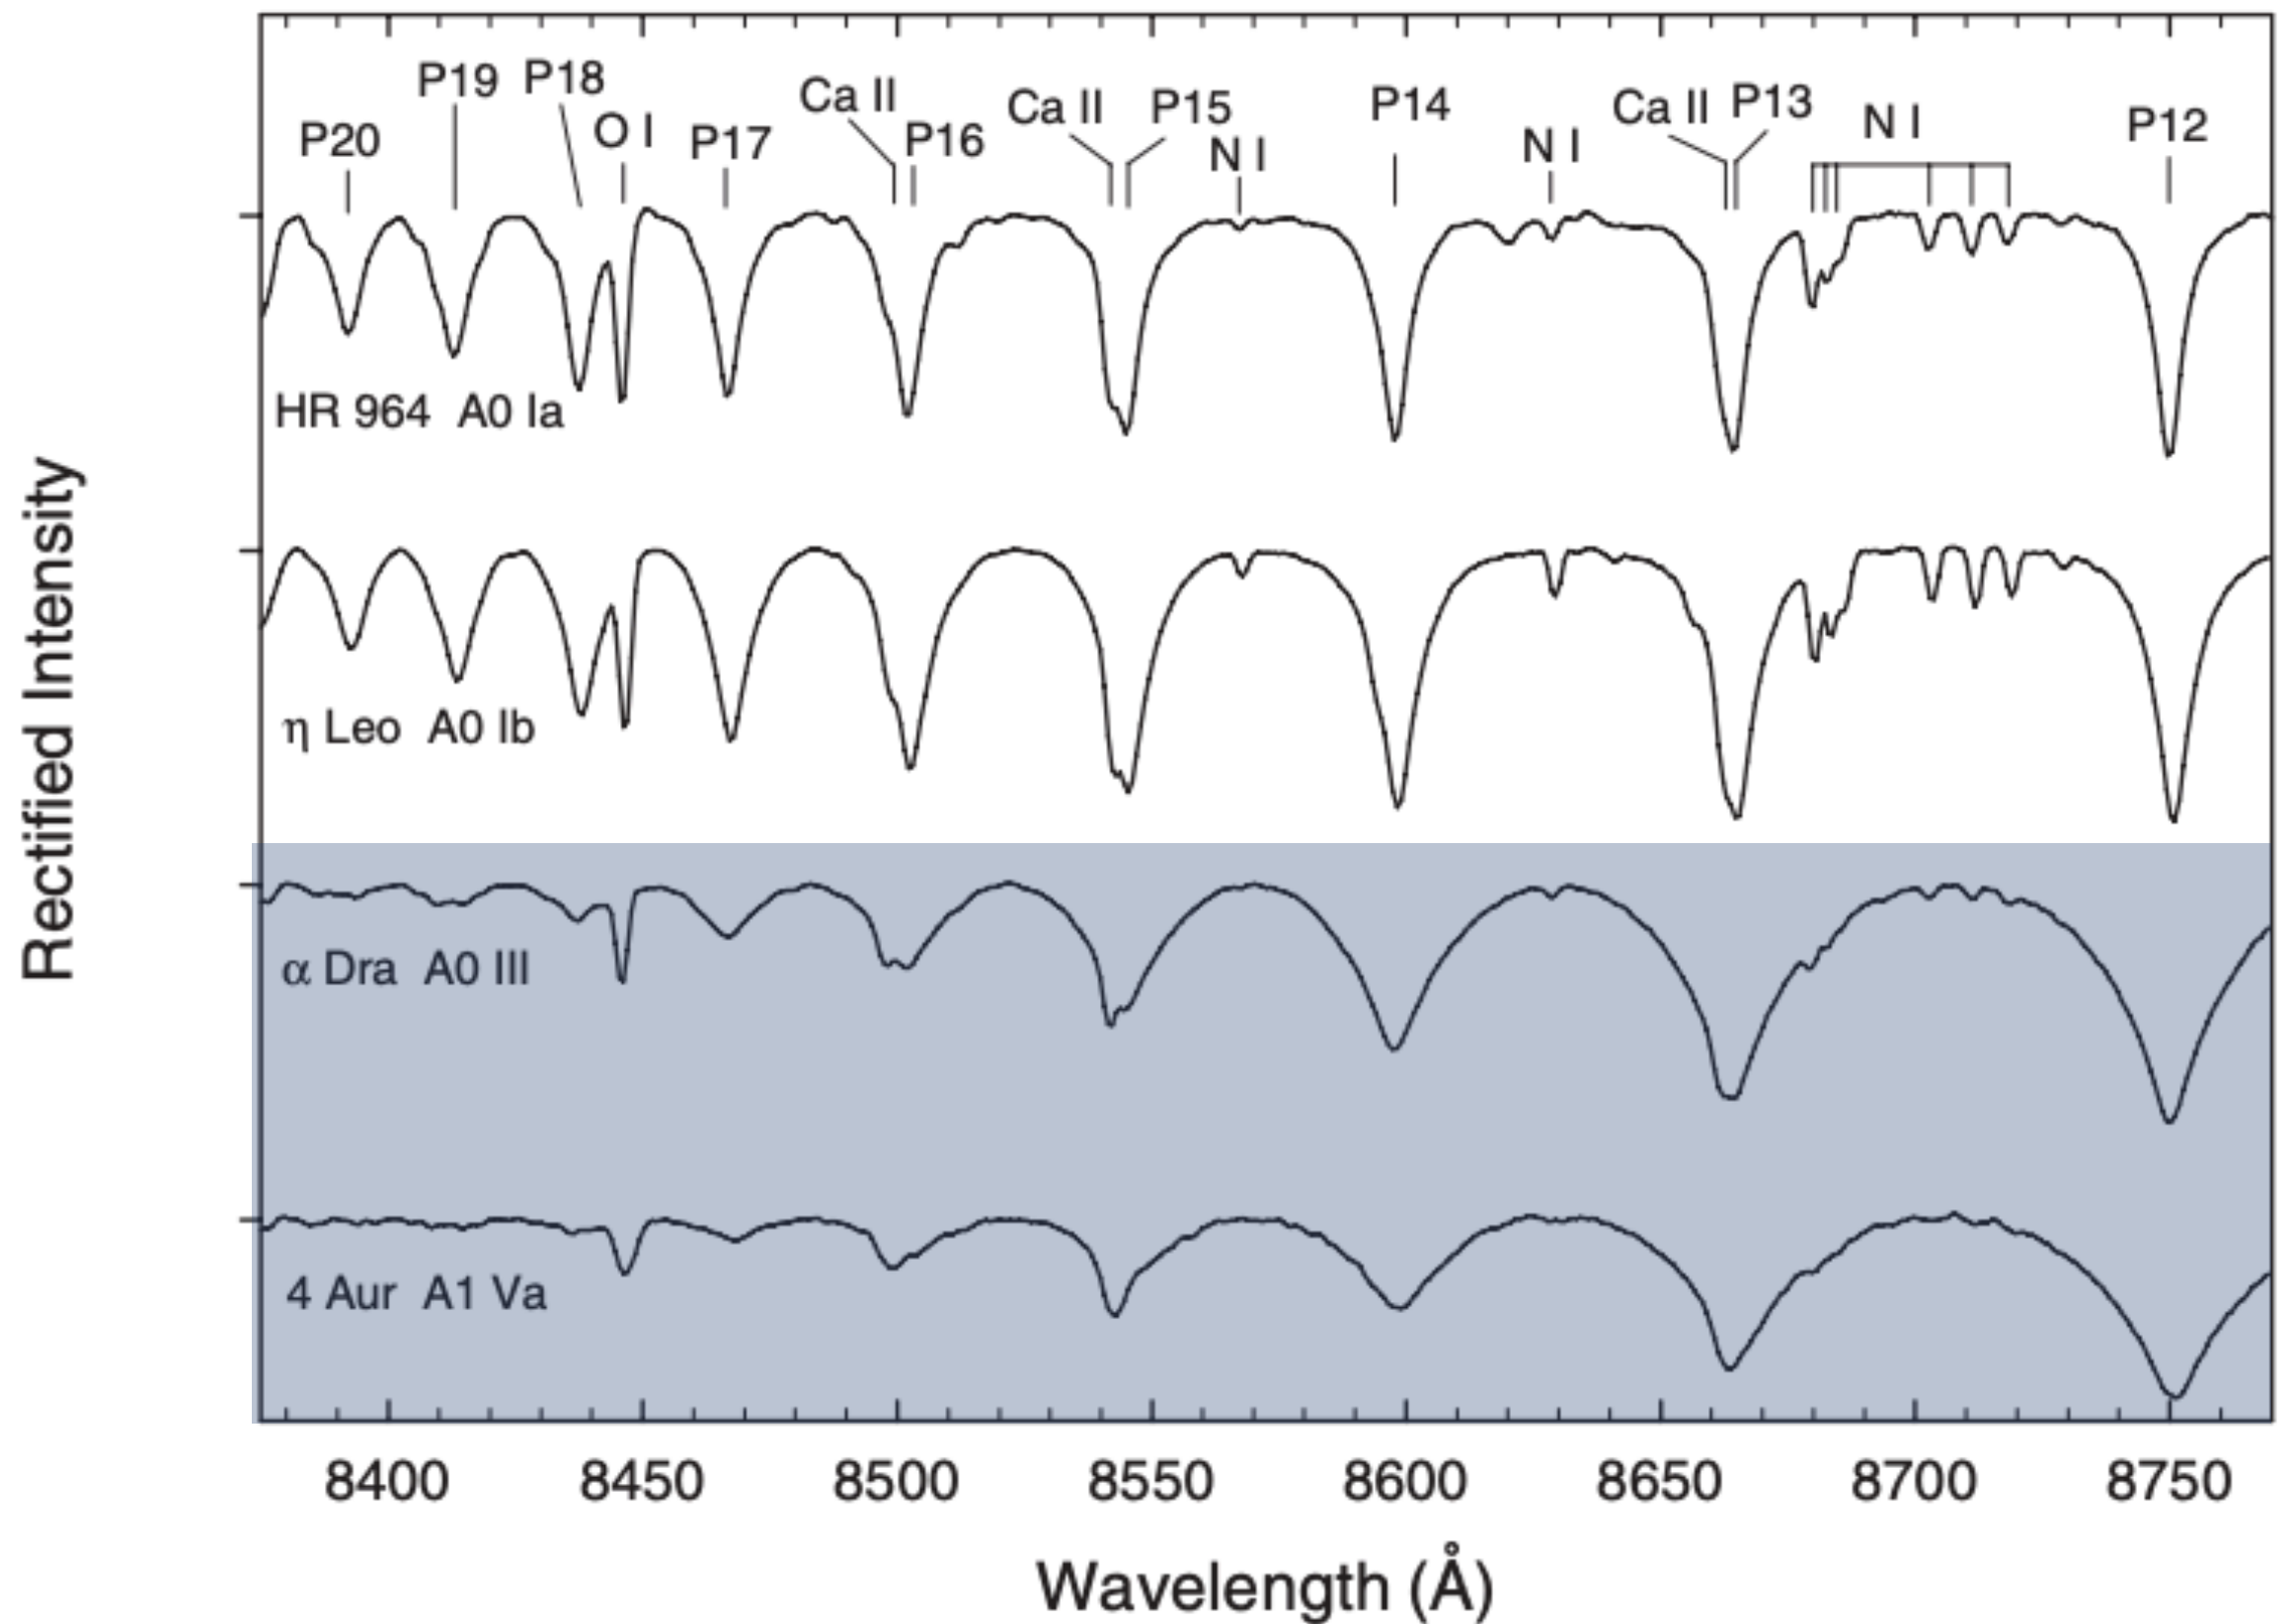 P19 P18 Ca II Ca II P15 P14 Ca II P13 N I P12
P20 O I P17 P16 N I N I
HR 964 A0 Ia
η Leo A0 Ib
α Dra A0 III
4 Aur A1 Va
Rectified Intensity
8400 8450 8500 8550 8600 8650 8700 8750
Wavelength (Å)